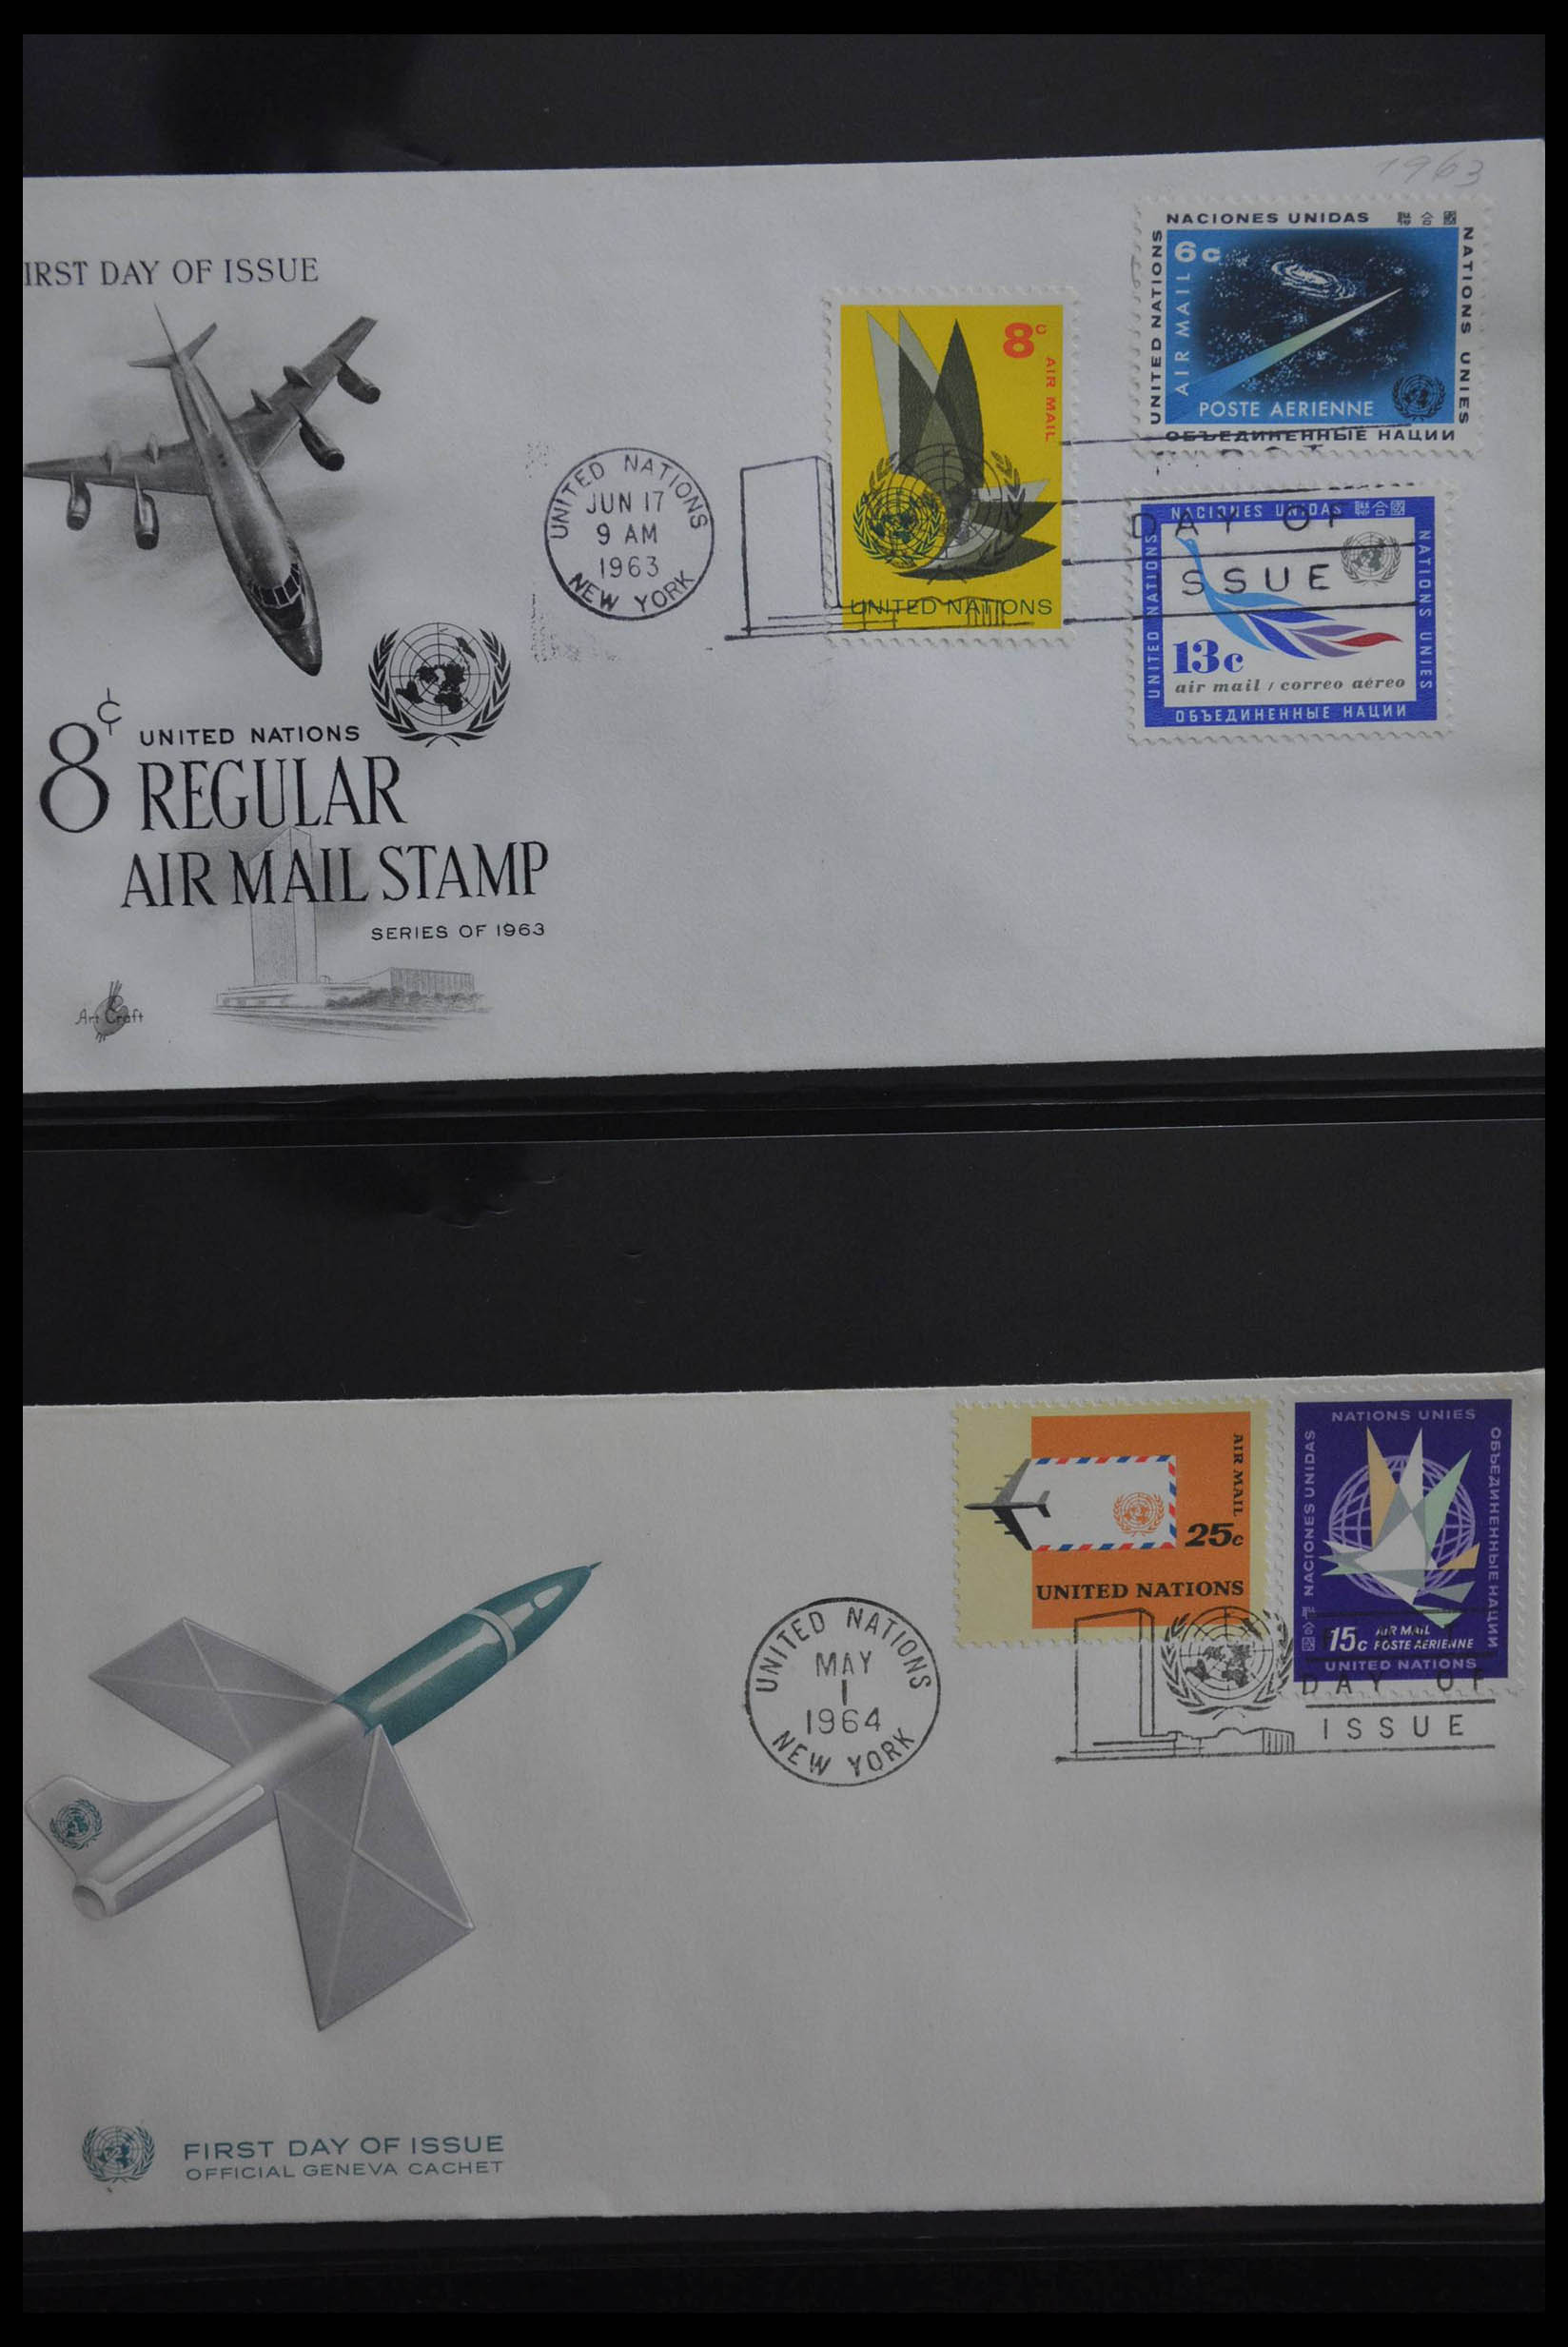 1963
IRST DAY OF ISSUE
8¢ UNITED NATIONS
REGULAR
AIR MAIL STAMP
SERIES OF 1963
Art Craft
UNITED NATIONS
JUN 17
9 AM
1963
NEW YORK
8c
AIR MAIL
UNITED NATIONS
NACIONES UNIDAS 聯合國
UNITED NATIONS
AIR MAIL
6c
NATIONS UNIES
POSTE AERIENNE
ОБЪЕДИНЕННЫЕ НАЦИИ
DAY OF
ISSUE
NACIONES UNIDAS 聯合國
UNITED NATIONS
NATIONS UNIES
13c
air mail / correo aéreo
ОБЪЕДИНЕННЫЕ НАЦИИ
AIR MAIL
25c
UNITED NATIONS
NATIONS UNIES
NACIONES UNIDAS
ОБЪЕДИНЕННЫЕ НАЦИИ
15c AIR MAIL
POSTE AÉRIENNE
UNITED NATIONS
UNITED NATIONS
MAY
1
1964
NEW YORK
DAY OF
ISSUE
FIRST DAY OF ISSUE
OFFICIAL GENEVA CACHET